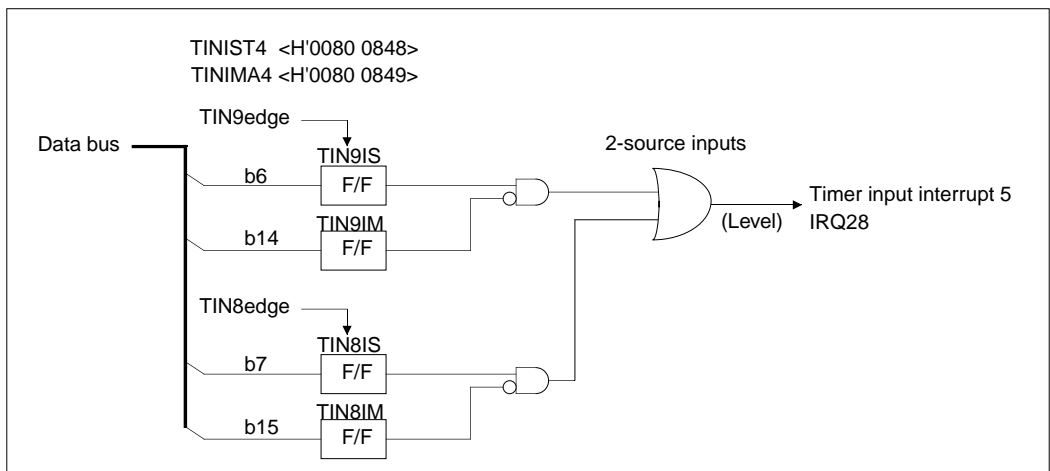 TINIST4 <H'0080 0848>
TINIMA4 <H'0080 0849>
TIN9edge
Data bus
TIN9IS
2-source inputs
b6
F/F
Timer input interrupt 5
TIN9IM
(Level)
IRQ28
b14
F/F
TIN8edge
TIN8IS
b7
F/F
TIN8IM
b15
F/F